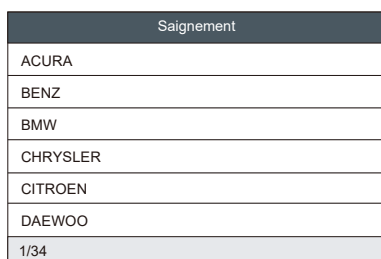 Saignement
ACURA
BENZ
BMW
CHRYSLER
CITROEN
DAEWOO
1/34